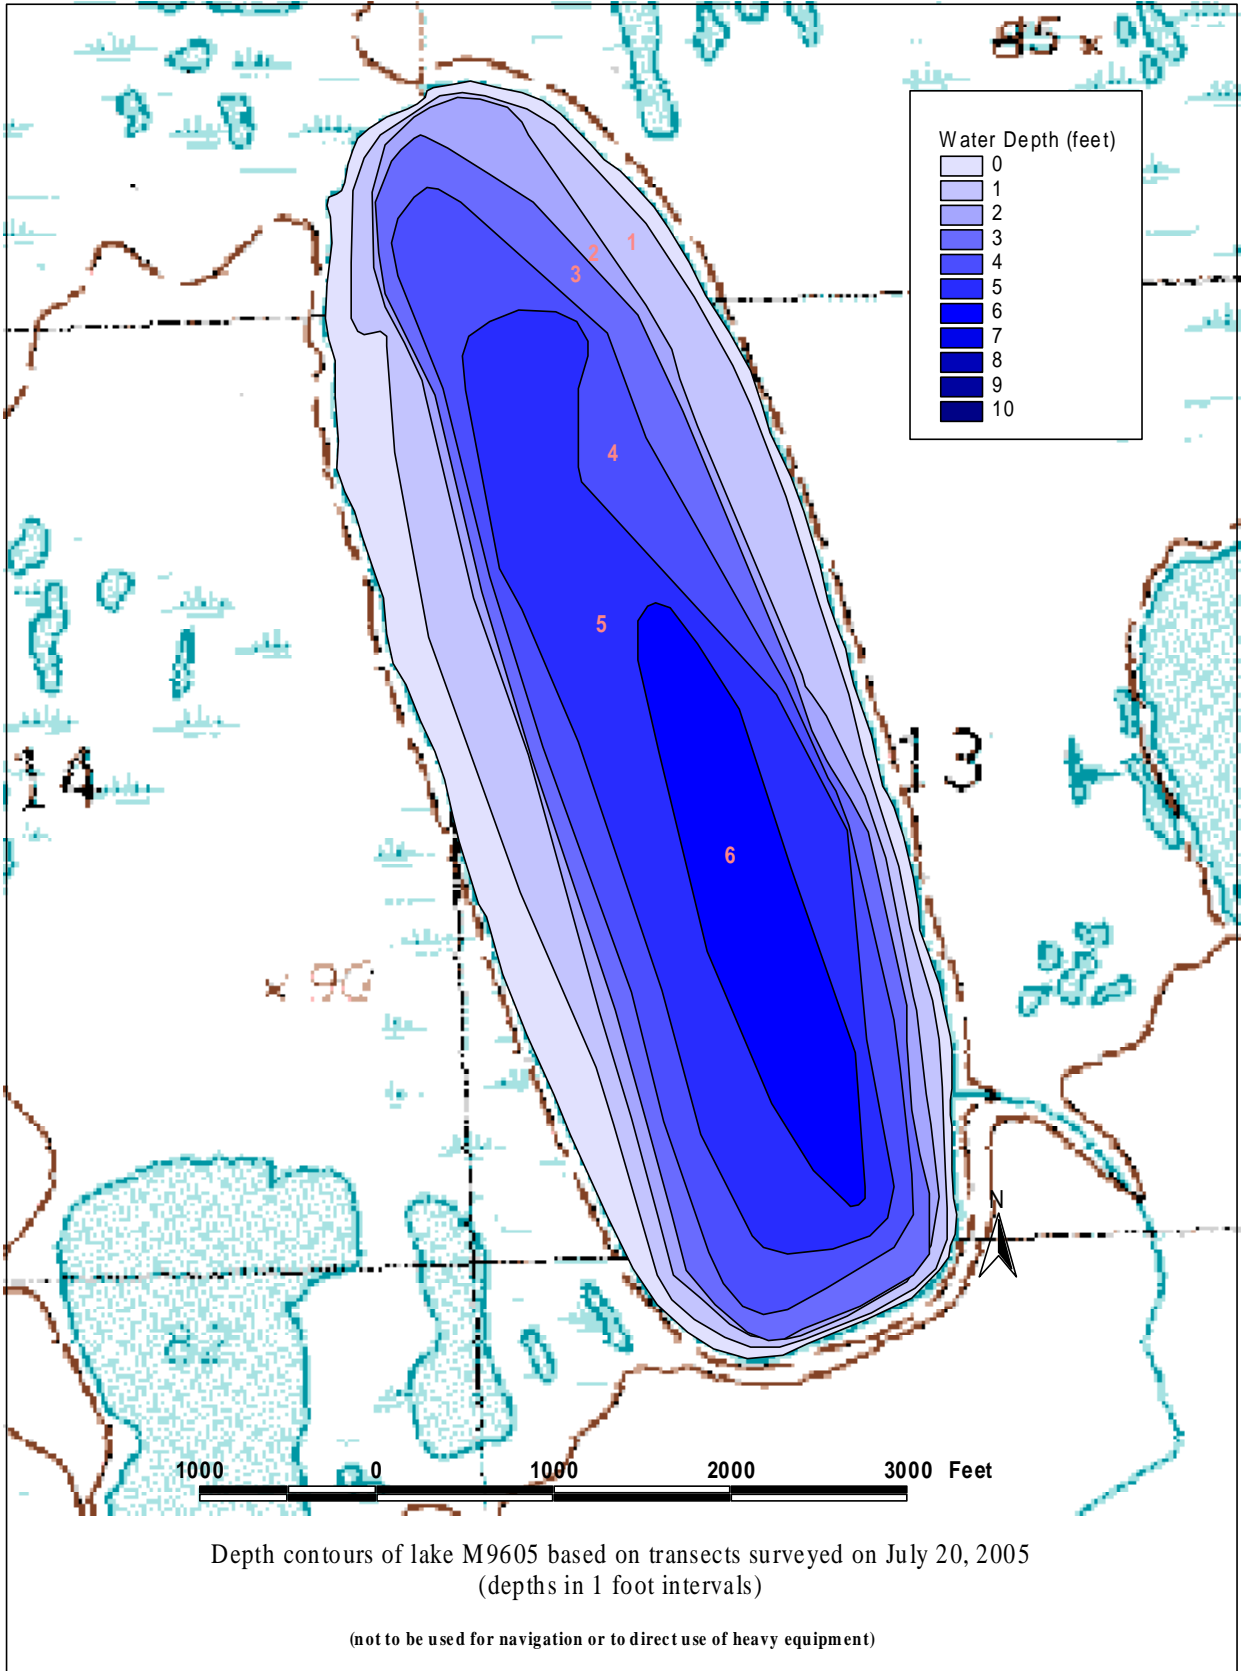 95 x
Water Depth (feet)
0
1
2
3
4
5
6
7
8
9
10
1
2
3
4
5
6
14
13
x 90
N
1000 0 1000 2000 3000 Feet
Depth contours of lake M9605 based on transects surveyed on July 20, 2005
(depths in 1 foot intervals)
(not to be used for navigation or to direct use of heavy equipment)